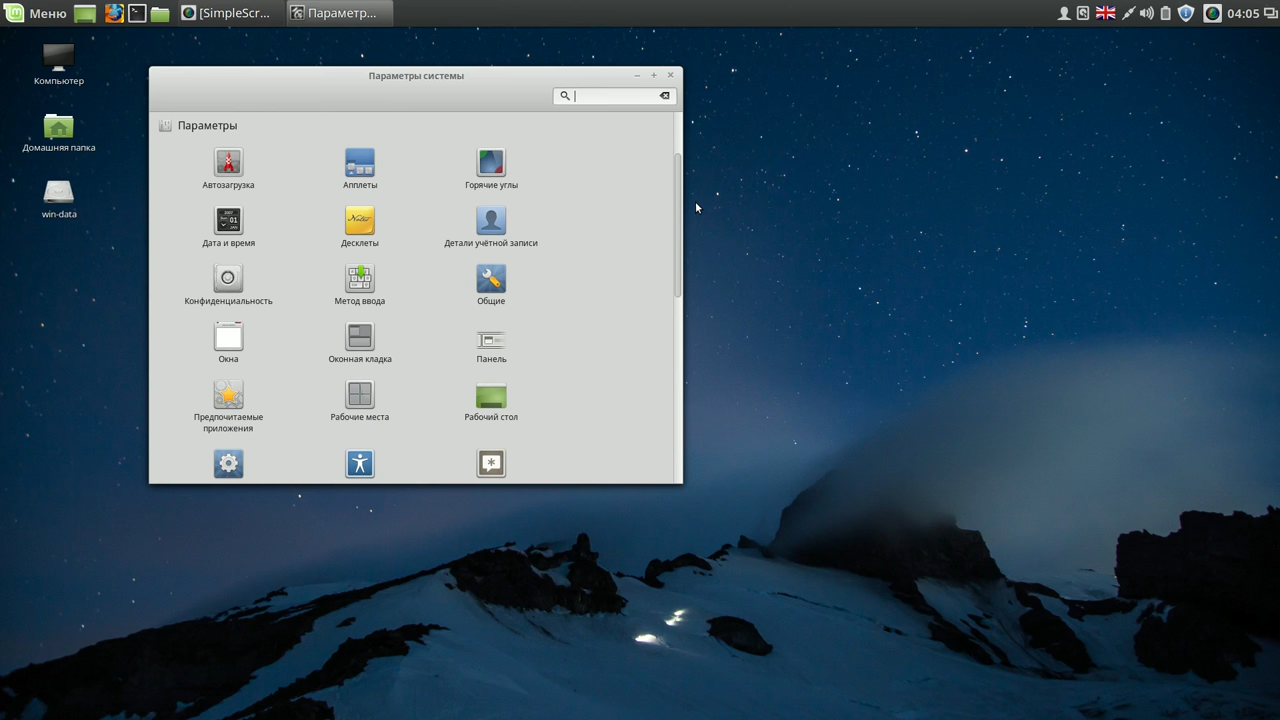 Меню
[SimpleScr...
Параметр...
04:05
Компьютер
Домашняя папка
win-data
Параметры системы
Параметры
Автозагрузка
Апплеты
Горячие углы
Дата и время
Десклеты
Детали учётной записи
Конфиденциальность
Метод ввода
Общие
Окна
Оконная кладка
Панель
Предпочитаемые
приложения
Рабочие места
Рабочий стол